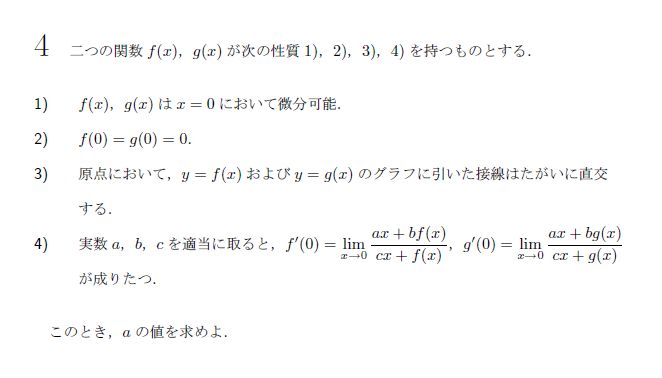 4 二つの関数 f(x), g(x) が次の性質 1), 2), 3), 4) を持つものとする.
1) f(x), g(x) は x = 0 において微分可能.
2) f(0) = g(0) = 0.
3) 原点において, y = f(x) および y = g(x) のグラフに引いた接線はたがいに直交
する.
4) 実数 a, b, c を適当に取ると, f′(0) = lim_{x→0} \frac{ax + bf(x)}{cx + f(x)}, g′(0) = lim_{x→0} \frac{ax + bg(x)}{cx + g(x)}
が成りたつ.
このとき, a の値を求めよ.